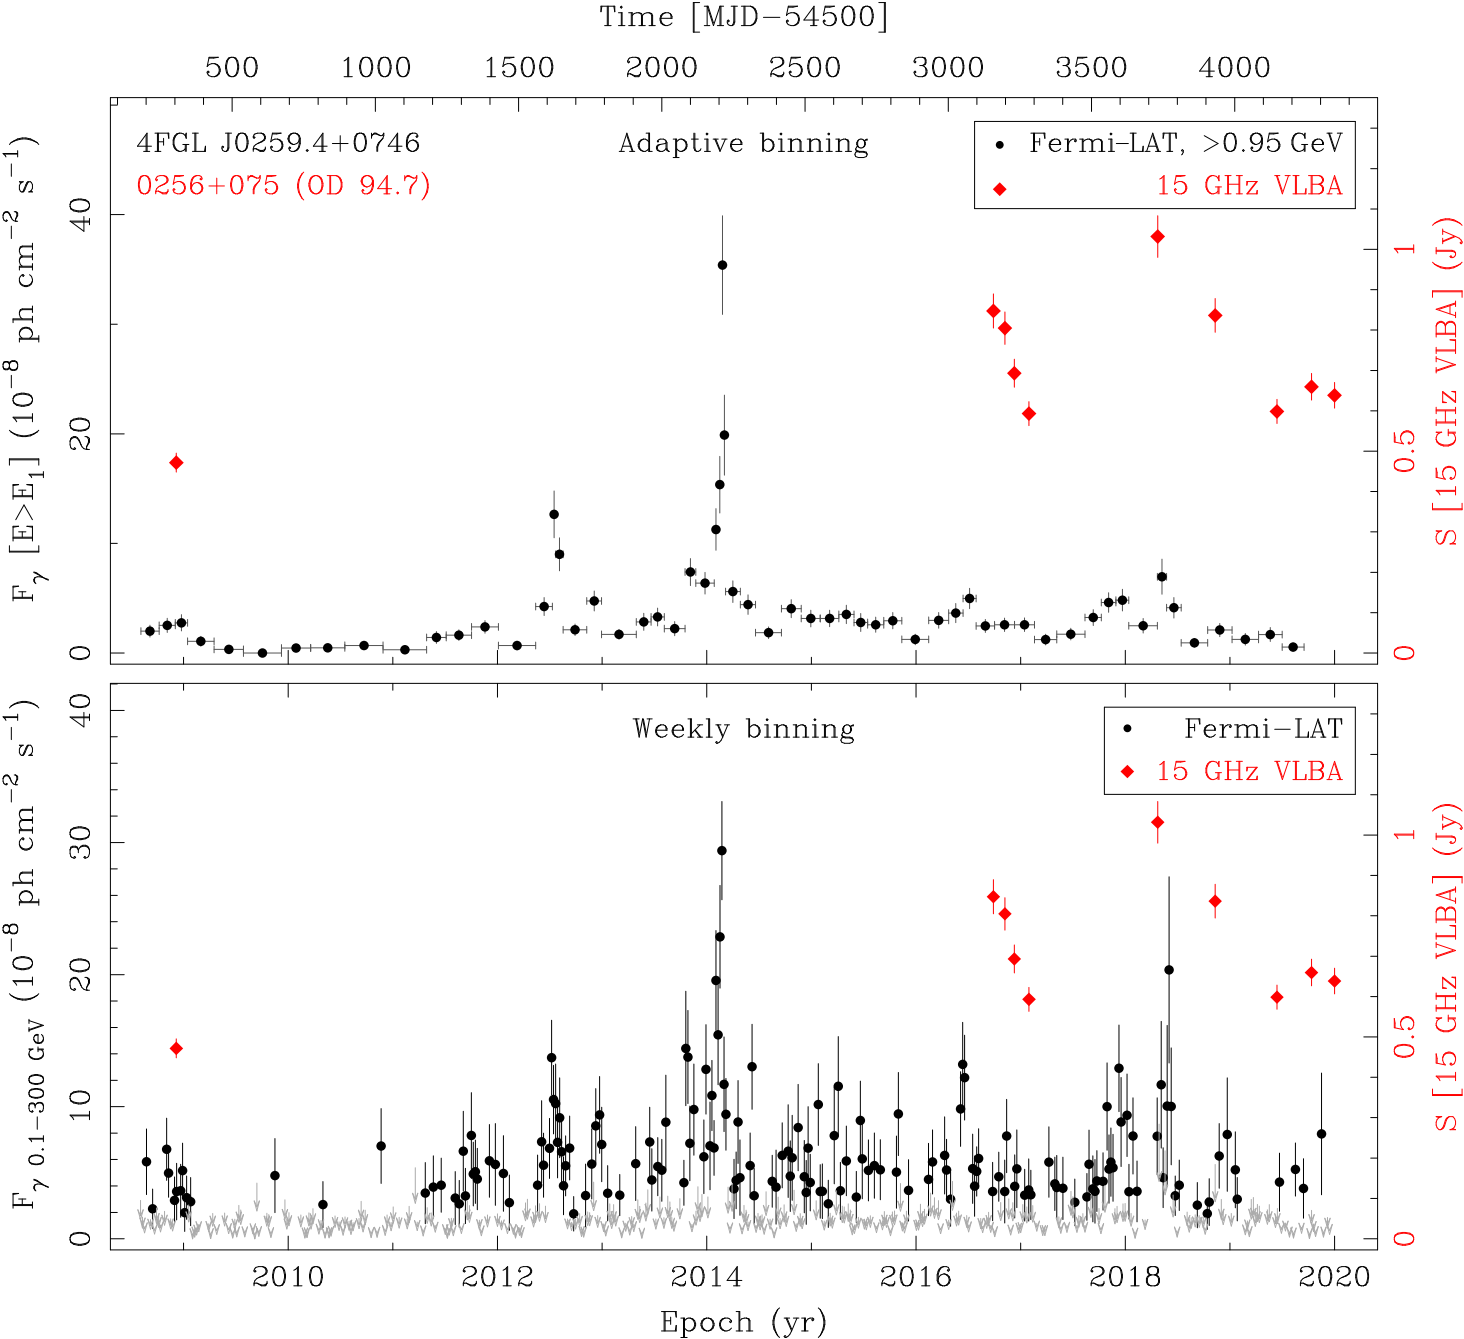 Time [MJD−54500]
500 1000 1500 2000 2500 3000 3500 4000
4FGL J0259.4+0746
0256+075 (OD 94.7)
Adaptive binning
Fermi−LAT, >0.95 GeV
15 GHz VLBA
F_γ [E>E_1] (10^−8 ph cm^−2 s^−1)
40
20
0
S [15 GHz VLBA] (Jy)
1
0.5
0
Weekly binning
Fermi−LAT
15 GHz VLBA
F_γ 0.1−300 GeV (10^−8 ph cm^−2 s^−1)
40
30
20
10
0
S [15 GHz VLBA] (Jy)
1
0.5
0
2010 2012 2014 2016 2018 2020
Epoch (yr)